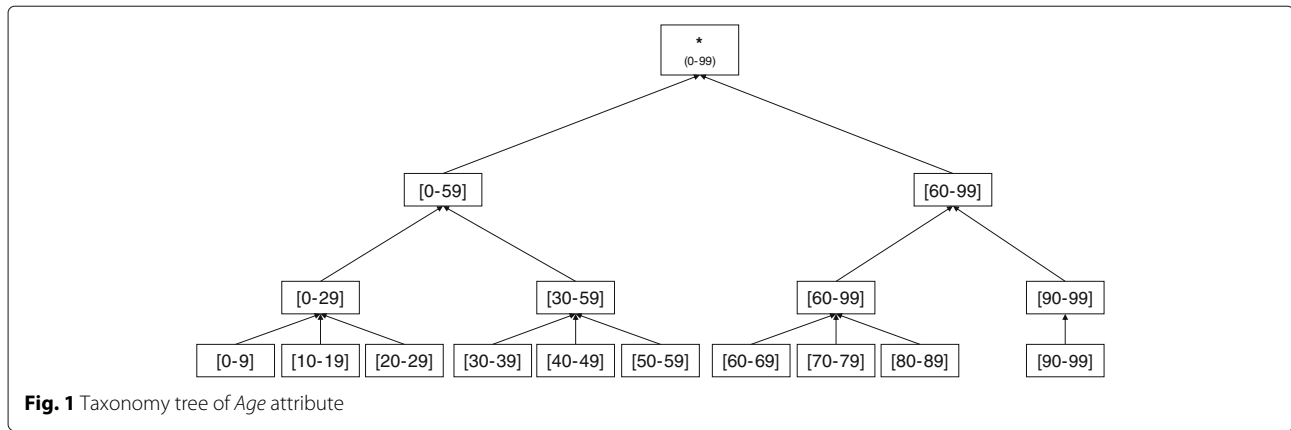 *
(0-99)
[0-59] [60-99]
[0-29] [30-59] [60-99] [90-99]
[0-9] [10-19] [20-29] [30-39] [40-49] [50-59] [60-69] [70-79] [80-89] [90-99]
Fig. 1 Taxonomy tree of Age attribute